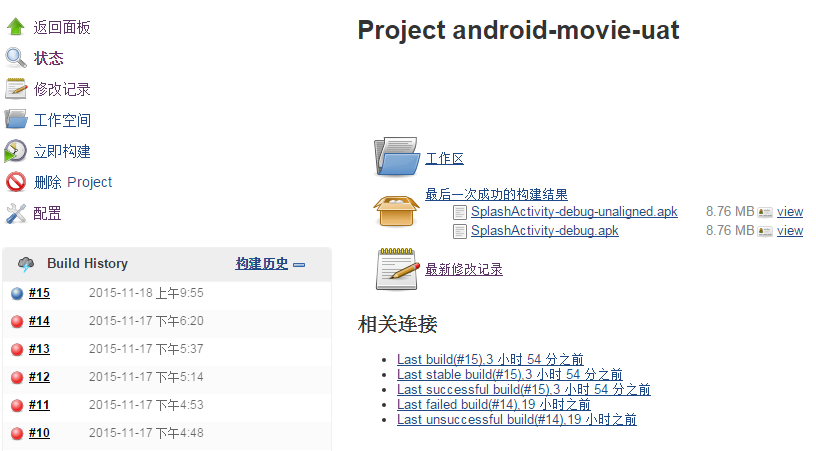 返回面板
状态
修改记录
工作空间
立即构建
删除 Project
配置
Build History 构建历史
#15 2015-11-18 上午9:55
#14 2015-11-17 下午6:20
#13 2015-11-17 下午5:37
#12 2015-11-17 下午5:14
#11 2015-11-17 下午4:53
#10 2015-11-17 下午4:48
Project android-movie-uat
工作区
最后一次成功的构建结果
SplashActivity-debug-unaligned.apk 8.76 MB view
SplashActivity-debug.apk 8.76 MB view
最新修改记录
相关连接
Last build(#15),3 小时 54 分之前
Last stable build(#15),3 小时 54 分之前
Last successful build(#15),3 小时 54 分之前
Last failed build(#14),19 小时之前
Last unsuccessful build(#14),19 小时之前